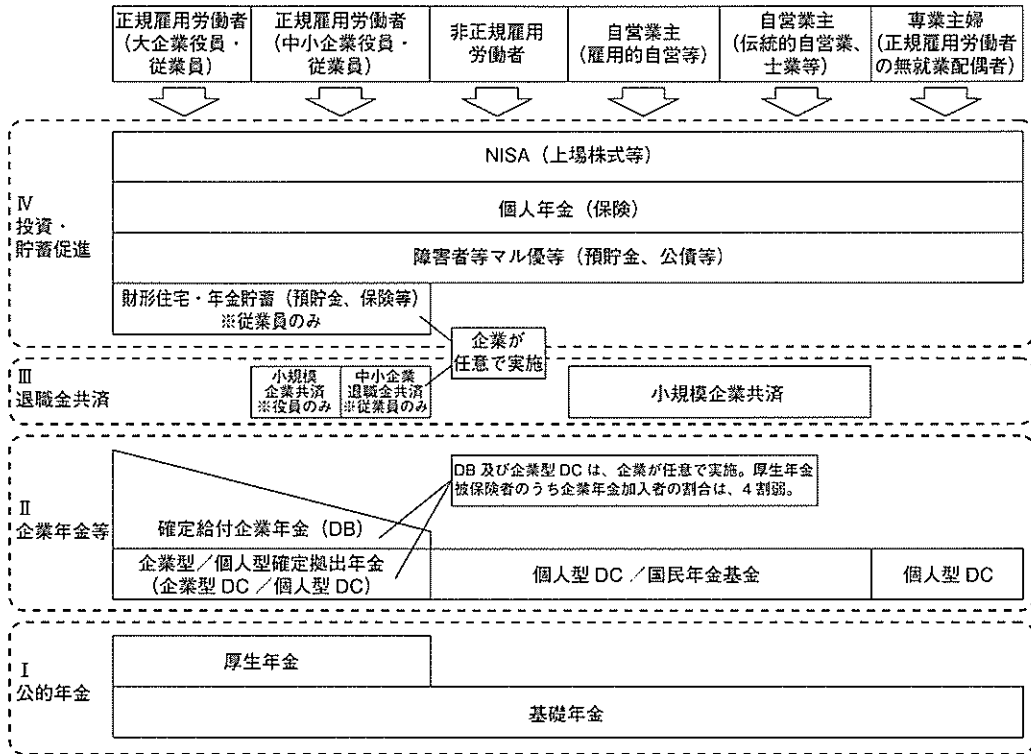 正規雇用労働者
(大企業役員・
従業員)
正規雇用労働者
(中小企業役員・
従業員)
非正規雇用
労働者
自営業主
(雇用的自営等)
自営業主
(伝統的自営業、
士業等)
専業主婦
(正規雇用労働者
の無就業配偶者)
Ⅳ
投資・
貯蓄促進
NISA(上場株式等)
個人年金(保険)
障害者等マル優等(預貯金、公債等)
財形住宅・年金貯蓄(預貯金、保険等)
※従業員のみ
企業が
任意で実施
Ⅲ
退職金共済
小規模
企業共済
※役員のみ
中小企業
退職金共済
※従業員のみ
小規模企業共済
Ⅱ
企業年金等
DB 及び企業型 DC は、企業が任意で実施。厚生年金
被保険者のうち企業年金加入者の割合は、4割弱。
確定給付企業年金(DB)
企業型/個人型確定拠出年金
(企業型 DC /個人型 DC)
個人型 DC /国民年金基金
個人型 DC
Ⅰ
公的年金
厚生年金
基礎年金